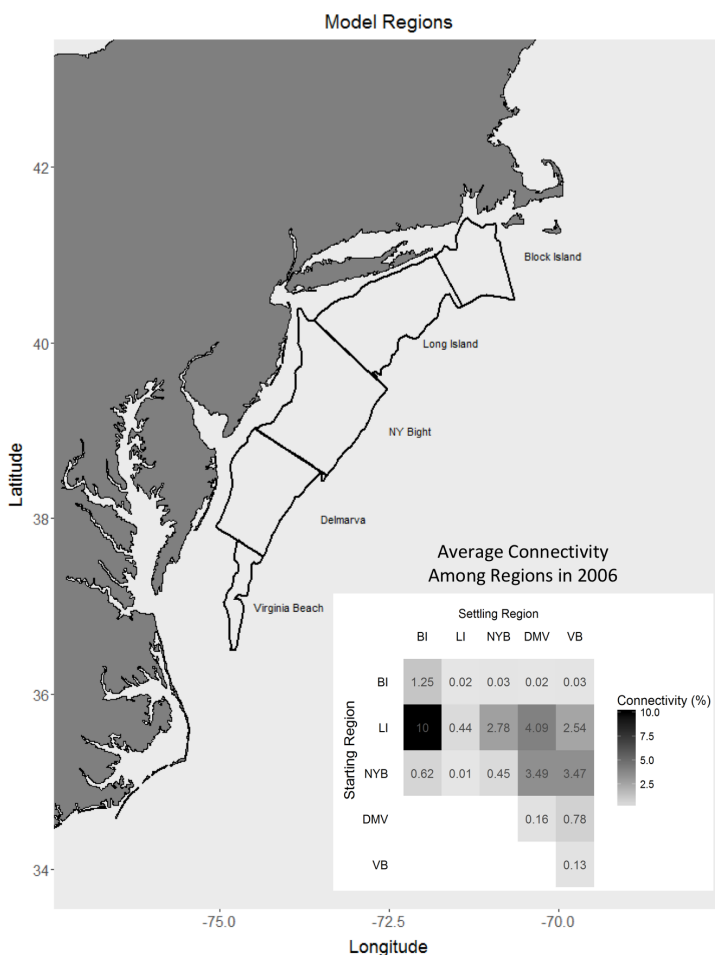 Model Regions
42
Block Island
40
Long Island
NY Bight
Latitude
38
Delmarva
Average Connectivity
Among Regions in 2006
Virginia Beach
Settling Region
BI LI NYB DMV VB
36
Starting Region
BI 1.25 0.02 0.03 0.02 0.03
Connectivity (%)
LI 10 0.44 2.78 4.09 2.54
10.0
7.5
5.0
2.5
NYB 0.62 0.01 0.45 3.49 3.47
DMV 0.16 0.78
VB 0.13
34
-75.0 -72.5 -70.0
Longitude